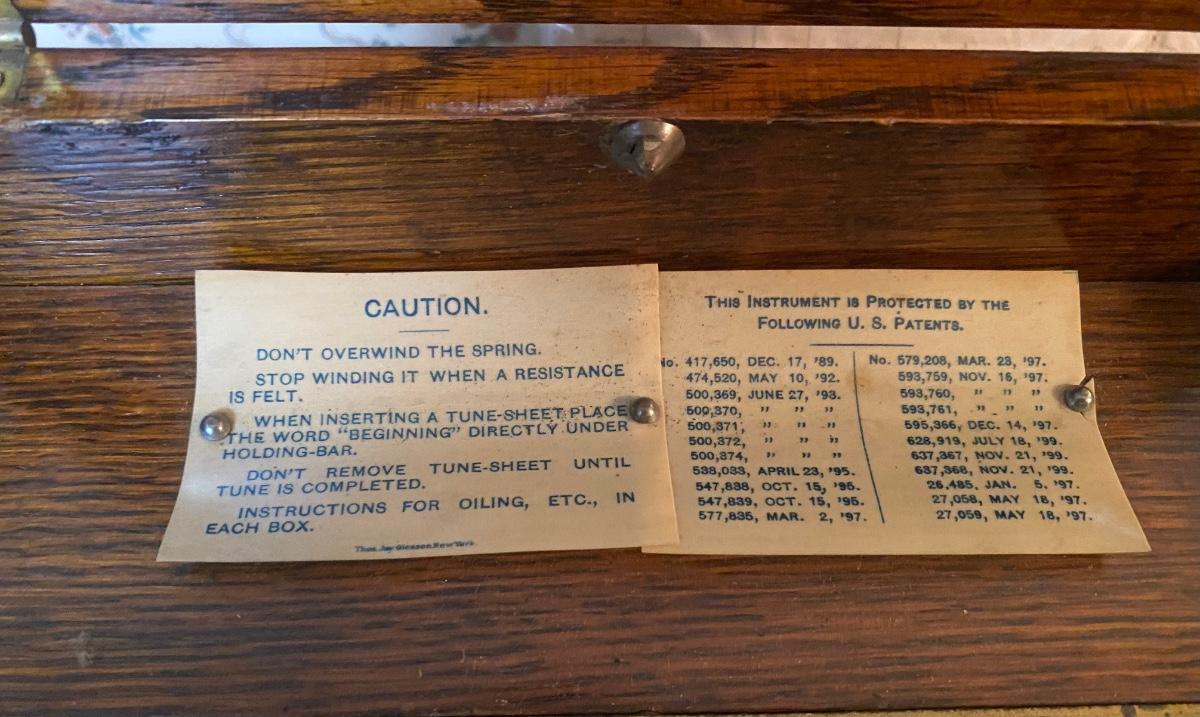 CAUTION.
DON'T OVERWIND THE SPRING.
STOP WINDING IT WHEN A RESISTANCE
IS FELT.
WHEN INSERTING A TUNE-SHEET PLACE
THE WORD "BEGINNING" DIRECTLY UNDER
HOLDING-BAR.
DON'T REMOVE TUNE-SHEET UNTIL
TUNE IS COMPLETED.
INSTRUCTIONS FOR OILING, ETC., IN
EACH BOX.
Thos. Jay Gleason, New York.
THIS INSTRUMENT IS PROTECTED BY THE
FOLLOWING U. S. PATENTS.
No. 417,650, DEC. 17, '89.
474,520, MAY 10, '92.
500,369, JUNE 27, '93.
500,370, " " "
500,371, " " "
500,372, " " "
500,374, " " "
538,033, APRIL 23, '95.
547,838, OCT. 15, '95.
547,839, OCT. 15, '95.
577,835, MAR. 2, '97.
No. 579,208, MAR. 23, '97.
593,759, NOV. 16, '97.
593,760, " " "
593,761, " " "
595,366, DEC. 14, '97.
628,919, JULY 18, '99.
637,367, NOV. 21, '99.
637,368, NOV. 21, '99.
26,485, JAN. 5, '97.
27,058, MAY 18, '97.
27,059, MAY 18, '97.